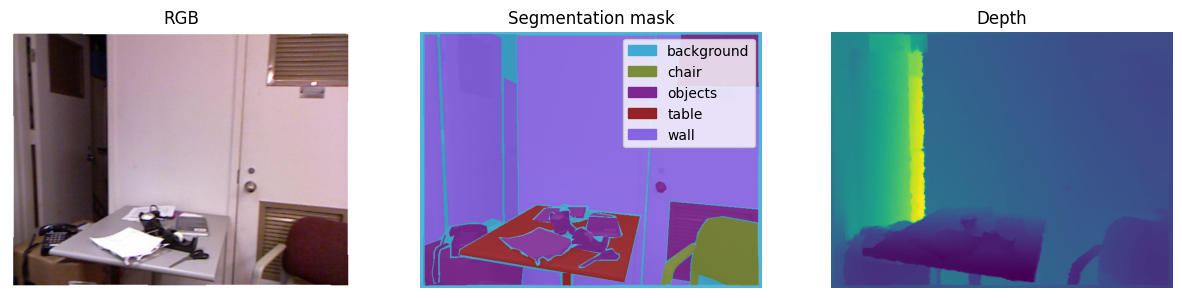 RGB
Segmentation mask
background
chair
objects
table
wall
Depth